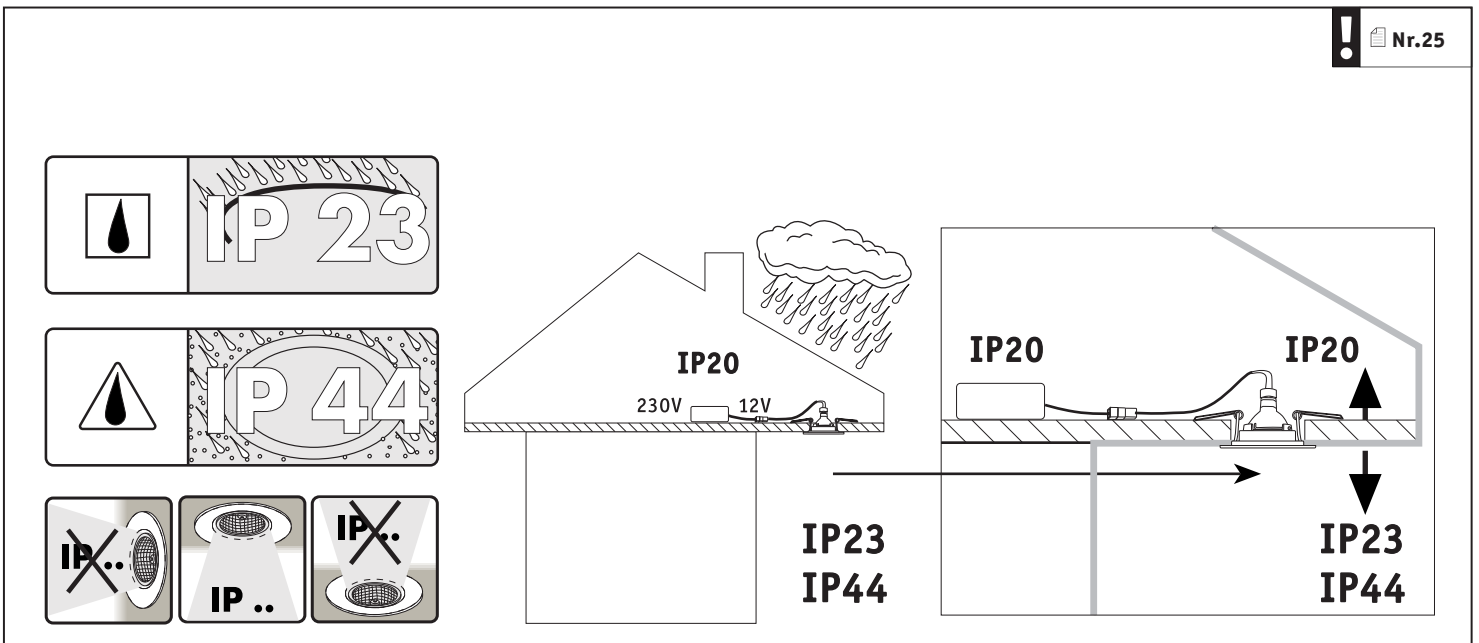 ! Nr.25
IP 23
IP 44
IP ..
IP ..
IP ..
IP20
230V 12V
IP23
IP44
IP20 IP20
IP23
IP44